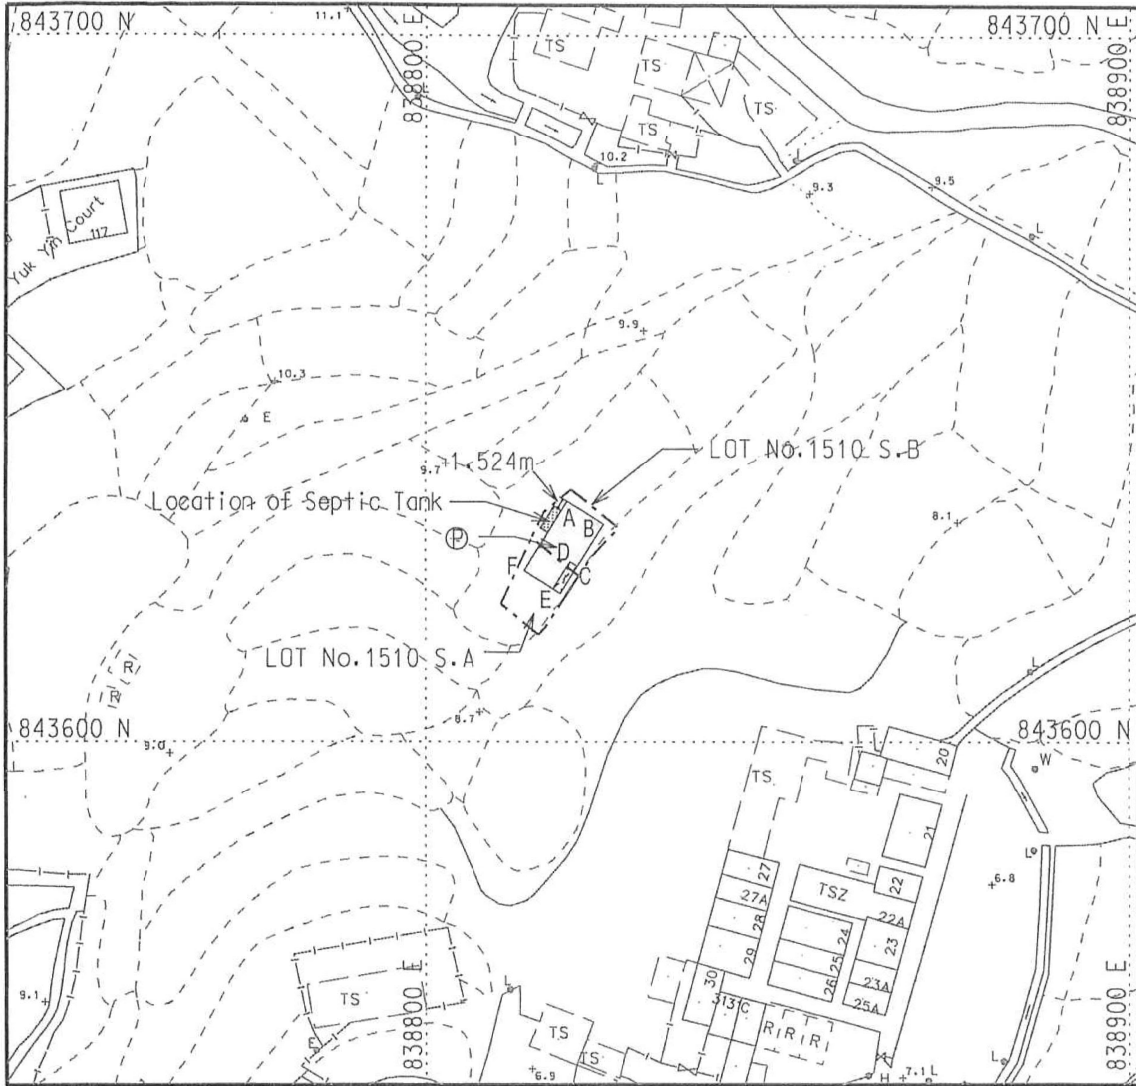 11.1
843700 N
838800 E
843700 N
838900 E
TS
TS
TS
TS
10.2
L
L
9.3
9.5
L
Yuk Yin Court
117
9.9
10.3
E
9.7
1.524m
LOT No.1510 S.B
Location of Septic Tank
A
B
P
D
F
C
E
8.1
LOT No.1510 S.A
R
R
L
8.7
843600 N
843600 N
9.0
20
W
TS
21
L
27
22
6.8
27A
TSZ
22A
28
24
23
29
25
26
23A
25A
30
31
31C
R
R
R
838800 E
838900 E
9.1
TS
L
E
TS
TS
6.9
L
H
7.1
L